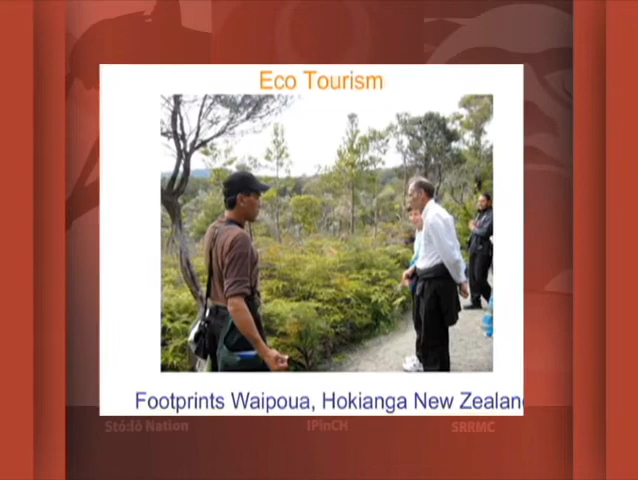 Eco Tourism
Footprints Waipoua, Hokianga New Zealan
Stó:lō Nation IPinCH SRRMC